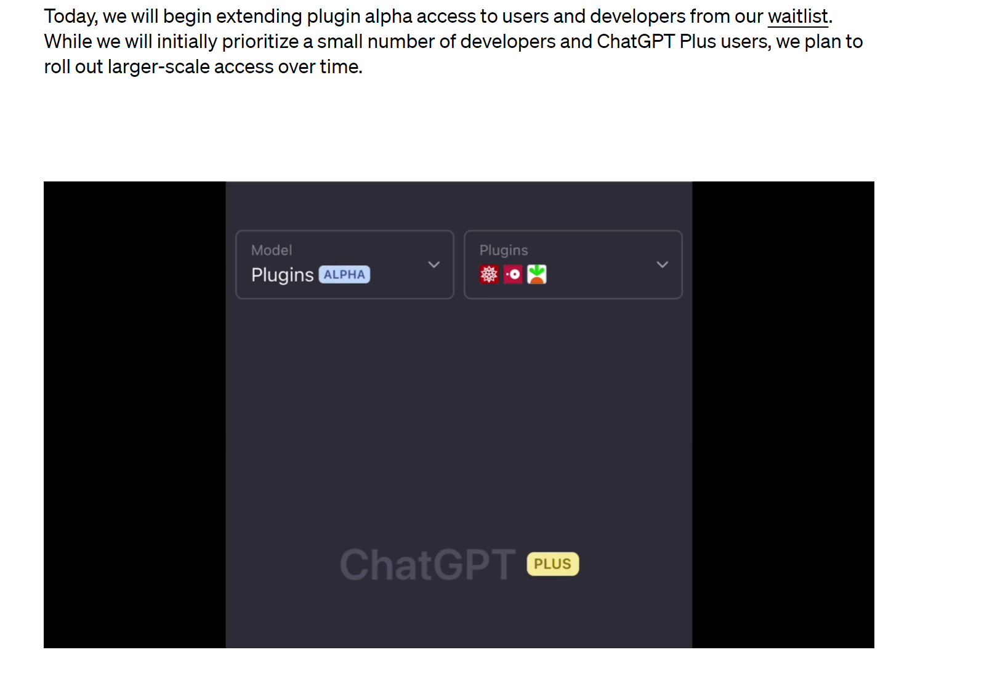 Today, we will begin extending plugin alpha access to users and developers from our waitlist.
While we will initially prioritize a small number of developers and ChatGPT Plus users, we plan to
roll out larger-scale access over time.
Model
Plugins ALPHA
Plugins
ChatGPT PLUS